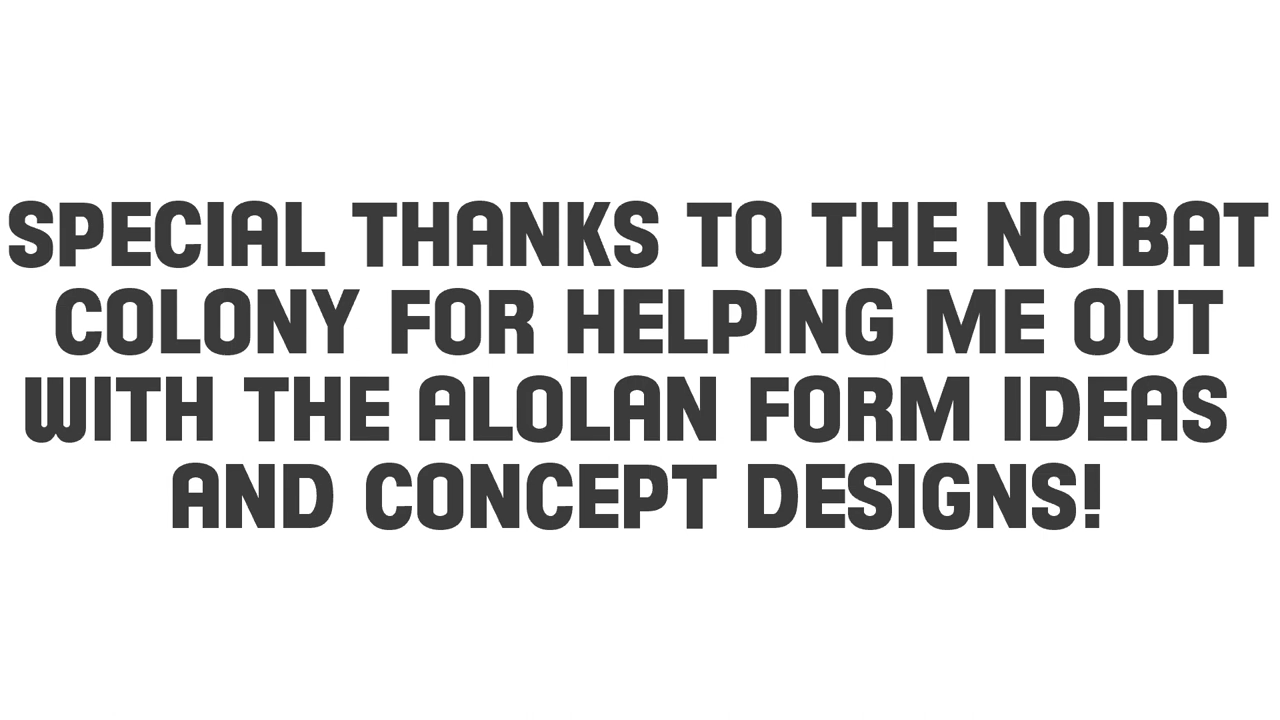 SPECIAL THANKS TO THE NOIBAT
COLONY FOR HELPING ME OUT
WITH THE ALOLAN FORM IDEAS
AND CONCEPT DESIGNS!